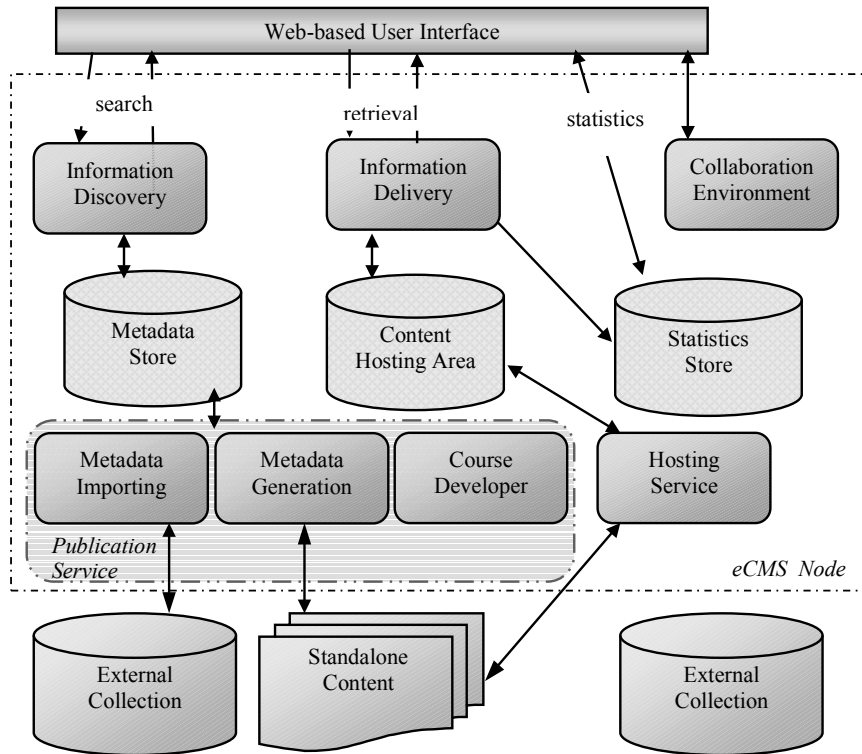 Web-based User Interface
search
retrieval
statistics
Information
Discovery
Information
Delivery
Collaboration
Environment
Metadata
Store
Content
Hosting Area
Statistics
Store
Metadata
Importing
Metadata
Generation
Course
Developer
Hosting
Service
Publication
Service
eCMS Node
External
Collection
Standalone
Content
External
Collection